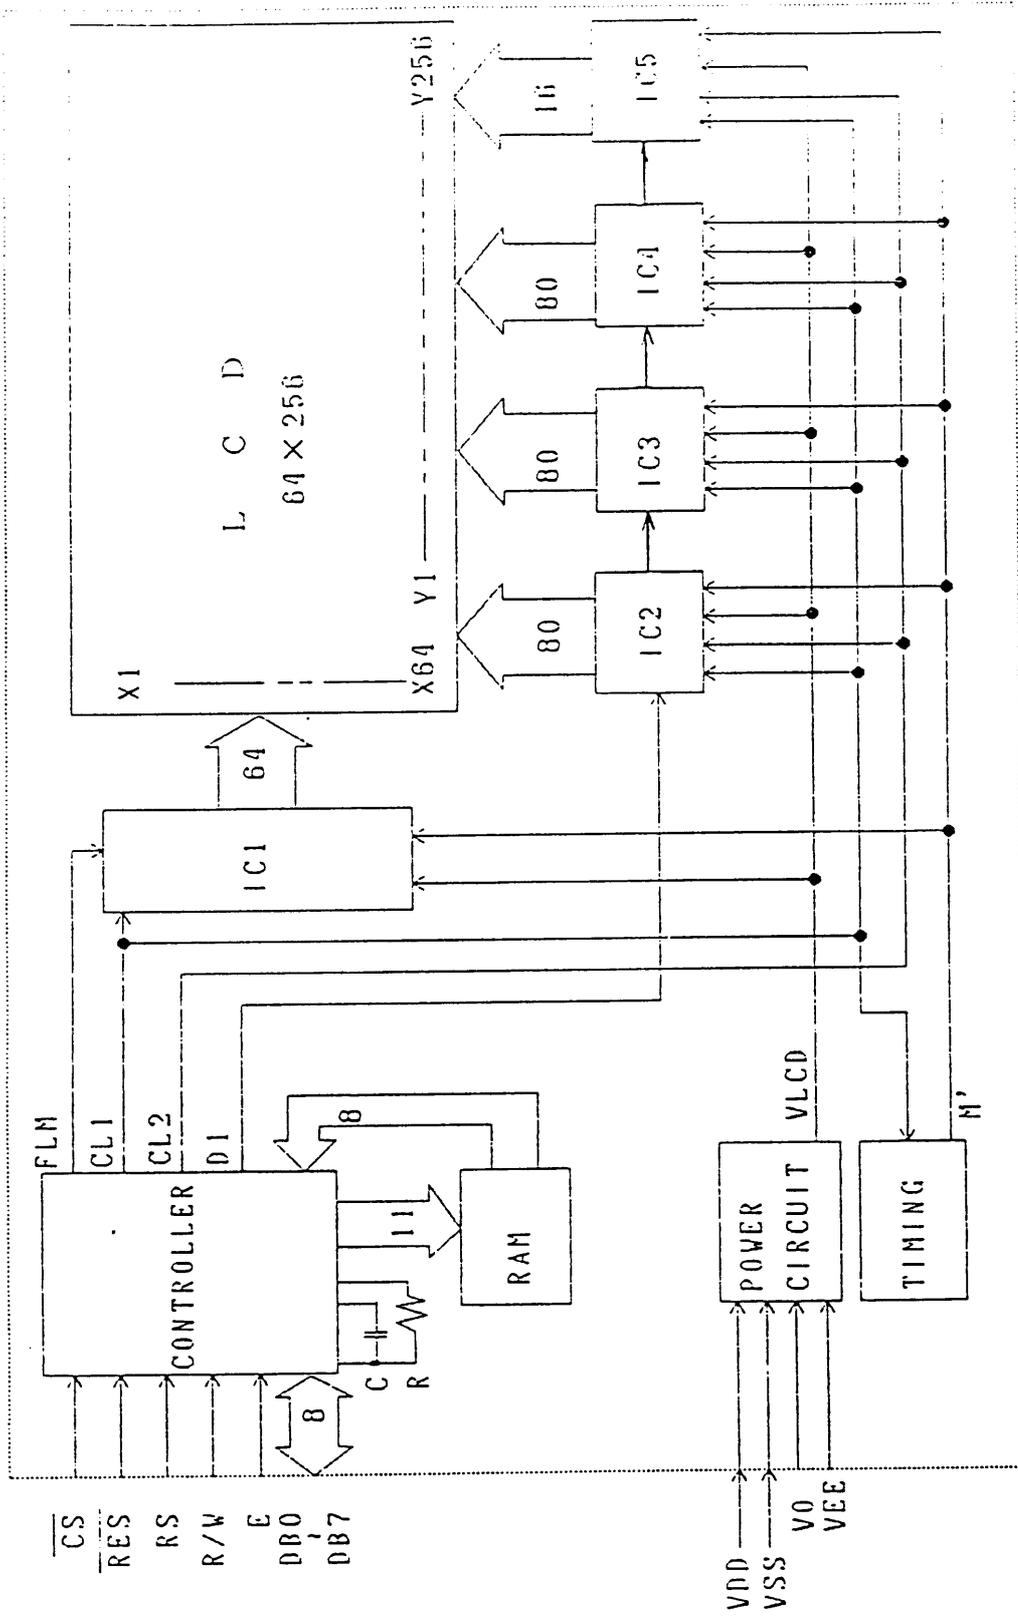 CS
RES
RS
R/W
E
DB0
~
DB7
8
CONTROLLER
C
R
FLM
CL1
CL2
D1
11
8
RAM
IC1
64
L C D
64×256
X1
X64
Y1
Y256
80
80
80
16
IC2
IC3
IC4
IC5
VDD
VSS
V0
VEE
POWER
CIRCUIT
VLCD
TIMING
M'